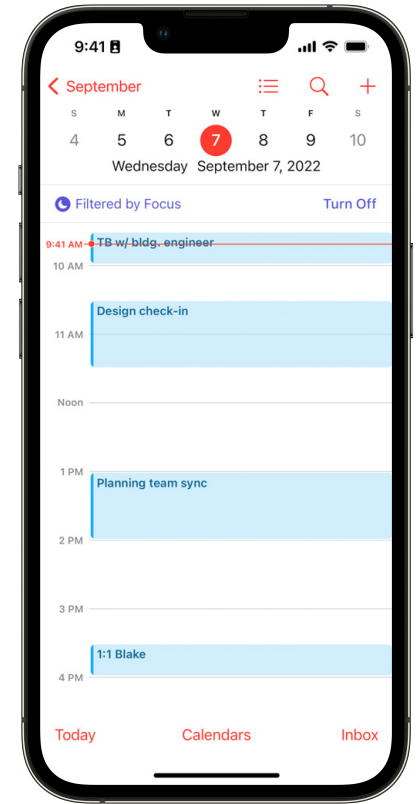 9:41
September
S M T W T F S
4 5 6 7 8 9 10
Wednesday September 7, 2022
Filtered by Focus Turn Off
9:41 AM TB w/ bldg. engineer
10 AM
Design check-in
11 AM
Noon
1 PM
Planning team sync
2 PM
3 PM
1:1 Blake
4 PM
Today Calendars Inbox